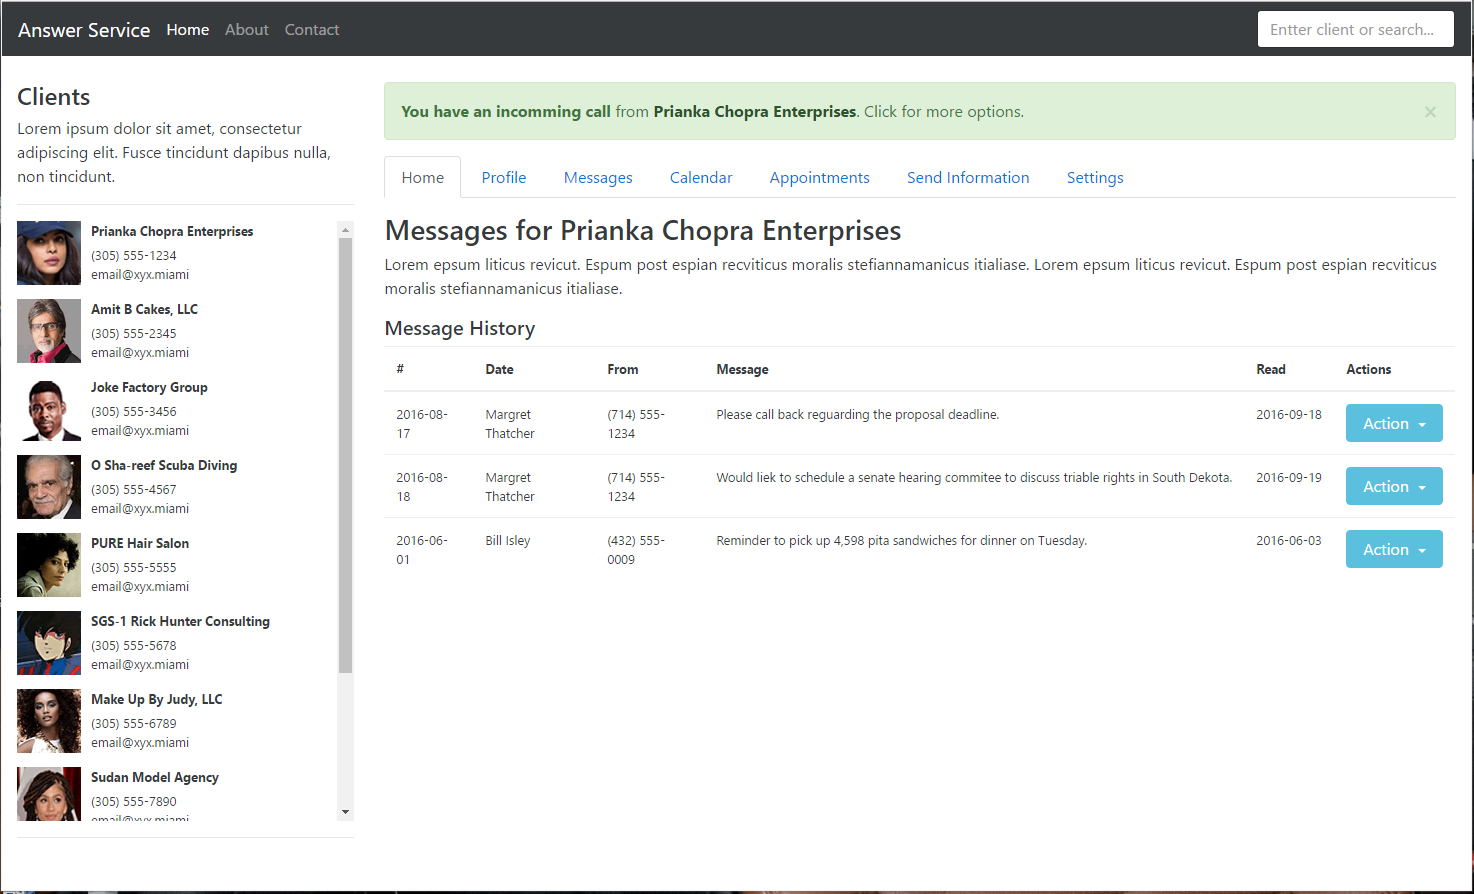 Answer Service Home About Contact Entter client or search...
Clients
Lorem ipsum dolor sit amet, consectetur
adipiscing elit. Fusce tincidunt dapibus nulla,
non tincidunt.
Prianka Chopra Enterprises
(305) 555-1234
email@xyx.miami
Amit B Cakes, LLC
(305) 555-2345
email@xyx.miami
Joke Factory Group
(305) 555-3456
email@xyx.miami
O Sha-reef Scuba Diving
(305) 555-4567
email@xyx.miami
PURE Hair Salon
(305) 555-5555
email@xyx.miami
SGS-1 Rick Hunter Consulting
(305) 555-5678
email@xyx.miami
Make Up By Judy, LLC
(305) 555-6789
email@xyx.miami
Sudan Model Agency
(305) 555-7890
email@xyx.miami
You have an incomming call from Prianka Chopra Enterprises. Click for more options. ×
Home Profile Messages Calendar Appointments Send Information Settings
Messages for Prianka Chopra Enterprises
Lorem epsum liticus revicut. Espum post espian recviticus moralis stefiannamanicus itialiase. Lorem epsum liticus revicut. Espum post espian recviticus
moralis stefiannamanicus itialiase.
Message History
# Date From Message Read Actions
2016-08- Margret (714) 555- Please call back reguarding the proposal deadline. 2016-09-18 Action
17 Thatcher 1234
2016-08- Margret (714) 555- Would liek to schedule a senate hearing commitee to discuss triable rights in South Dekota. 2016-09-19 Action
18 Thatcher 1234
2016-06- Bill Isley (432) 555- Reminder to pick up 4,598 pita sandwiches for dinner on Tuesday. 2016-06-03 Action
01 0009